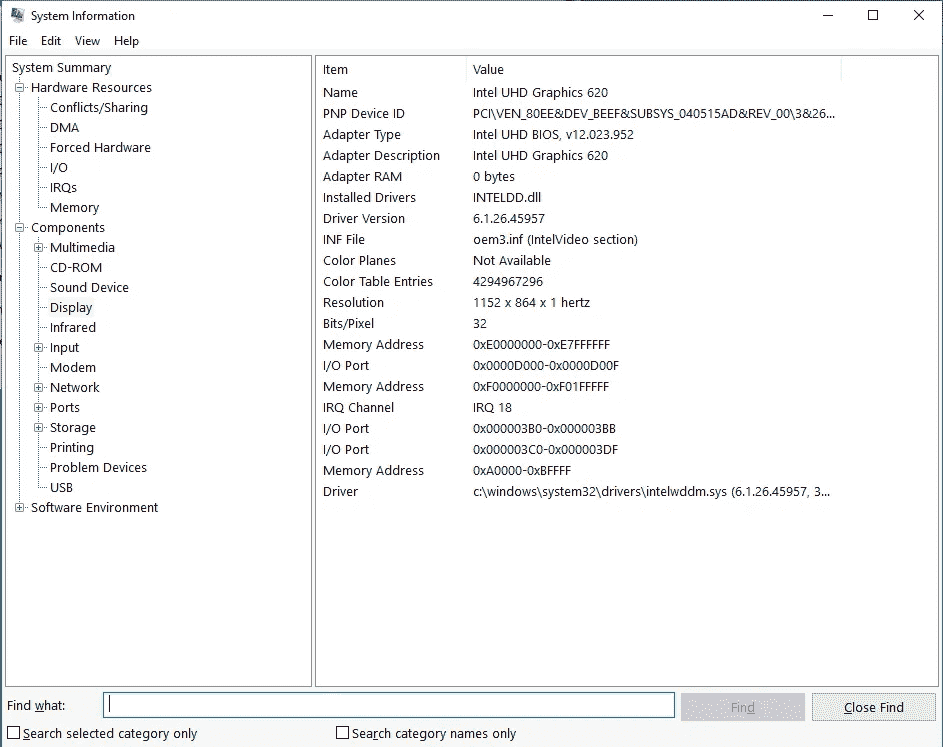 System Information
File Edit View Help
System Summary
Hardware Resources
Conflicts/Sharing
DMA
Forced Hardware
I/O
IRQs
Memory
Components
Multimedia
CD-ROM
Sound Device
Display
Infrared
Input
Modem
Network
Ports
Storage
Printing
Problem Devices
USB
Software Environment
Item Value
Name Intel UHD Graphics 620
PNP Device ID PCI\VEN_80EE&DEV_BEEF&SUBSYS_040515AD&REV_00\3&26...
Adapter Type Intel UHD BIOS, v12.023.952
Adapter Description Intel UHD Graphics 620
Adapter RAM 0 bytes
Installed Drivers INTELDD.dll
Driver Version 6.1.26.45957
INF File oem3.inf (IntelVideo section)
Color Planes Not Available
Color Table Entries 4294967296
Resolution 1152 x 864 x 1 hertz
Bits/Pixel 32
Memory Address 0xE0000000-0xE7FFFFFF
I/O Port 0x0000D000-0x0000D00F
Memory Address 0xF0000000-0xF01FFFFF
IRQ Channel IRQ 18
I/O Port 0x000003B0-0x000003BB
I/O Port 0x000003C0-0x000003DF
Memory Address 0xA0000-0xBFFFF
Driver c:\windows\system32\drivers\intelwddm.sys (6.1.26.45957, 3...
Find what: Find Close Find
Search selected category only Search category names only